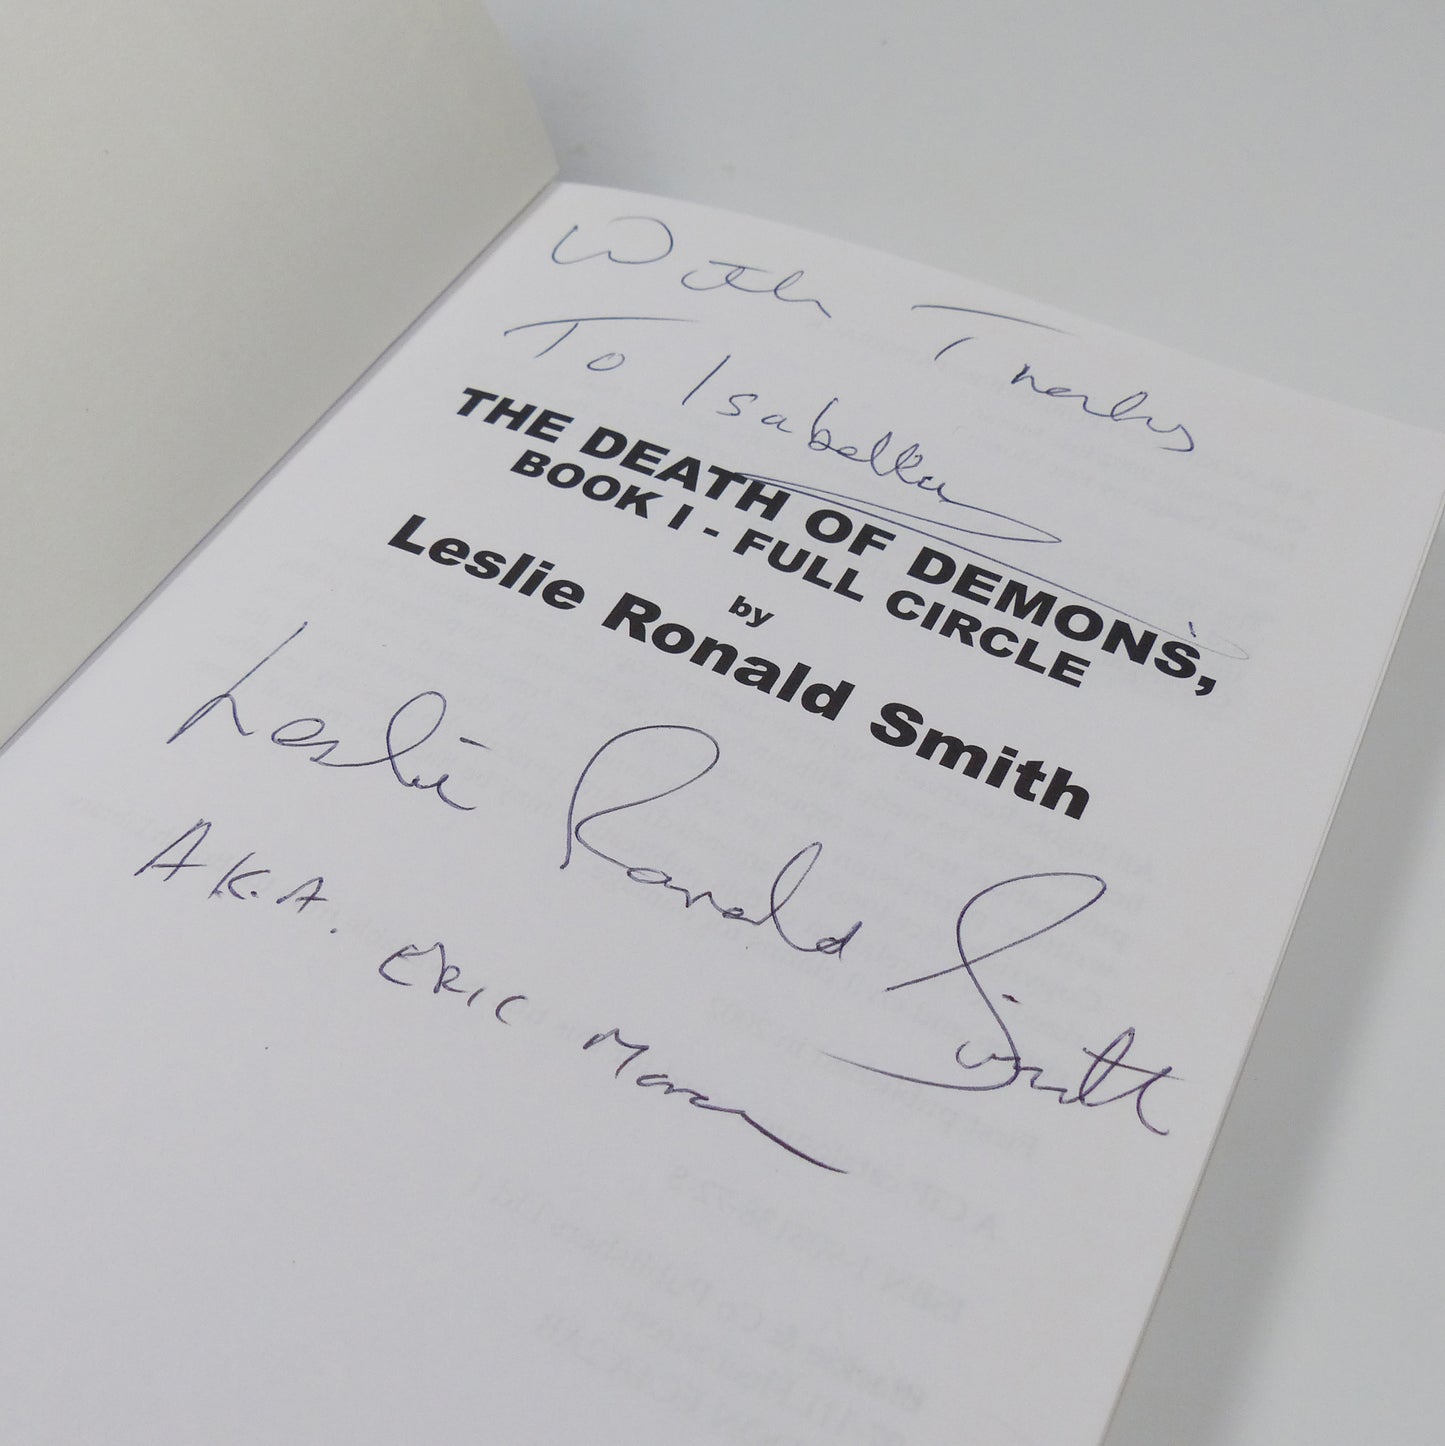 With Thanks
To Isabella
THE DEATH OF DEMONS,
BOOK I - FULL CIRCLE
by
Leslie Ronald Smith
Leslie Ronald Smith
A.K.A. ERIC